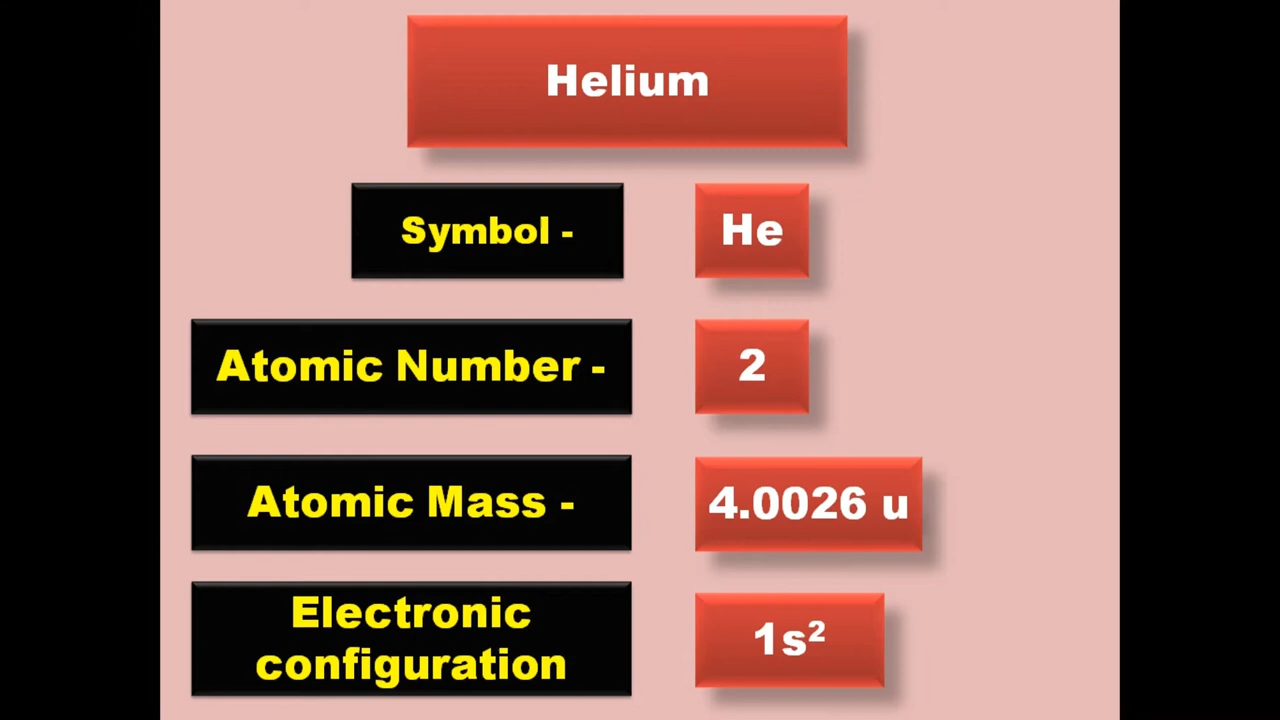 Helium
Symbol - He
Atomic Number - 2
Atomic Mass - 4.0026 u
Electronic
configuration 1s²